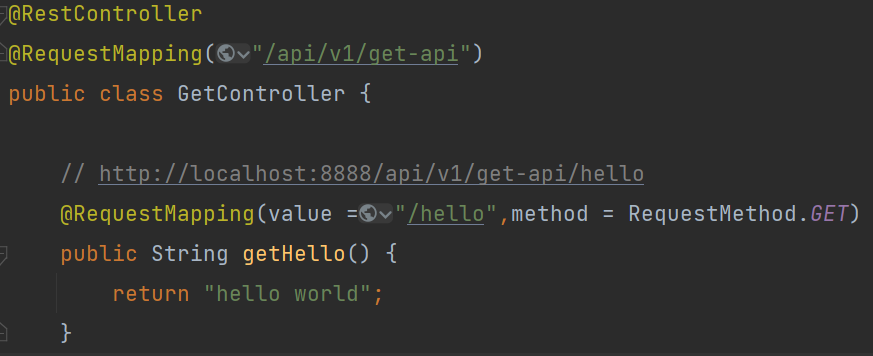 @RestController
@RequestMapping("/api/v1/get-api")
public class GetController {
// http://localhost:8888/api/v1/get-api/hello
@RequestMapping(value ="/hello",method = RequestMethod.GET)
public String getHello() {
return "hello world";
}